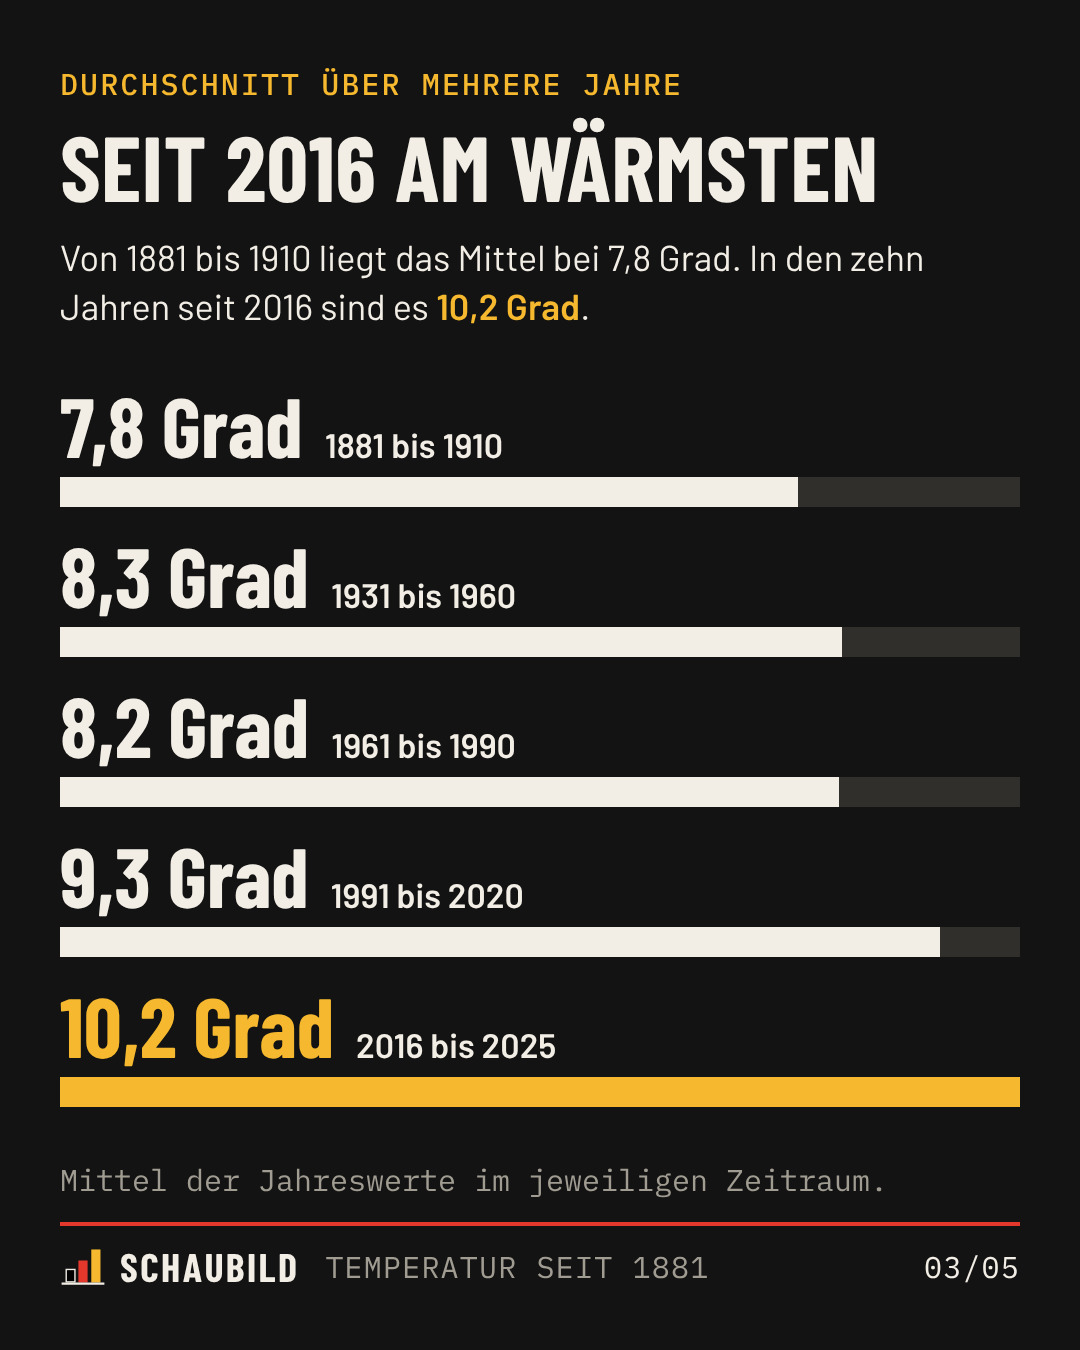 DURCHSCHNITT ÜBER MEHRERE JAHRE
SEIT 2016 AM WÄRMSTEN
Von 1881 bis 1910 liegt das Mittel bei 7,8 Grad. In den zehn
Jahren seit 2016 sind es 10,2 Grad.
7,8 Grad 1881 bis 1910
8,3 Grad 1931 bis 1960
8,2 Grad 1961 bis 1990
9,3 Grad 1991 bis 2020
10,2 Grad 2016 bis 2025
Mittel der Jahreswerte im jeweiligen Zeitraum.
SCHAUBILD TEMPERATUR SEIT 1881 03/05